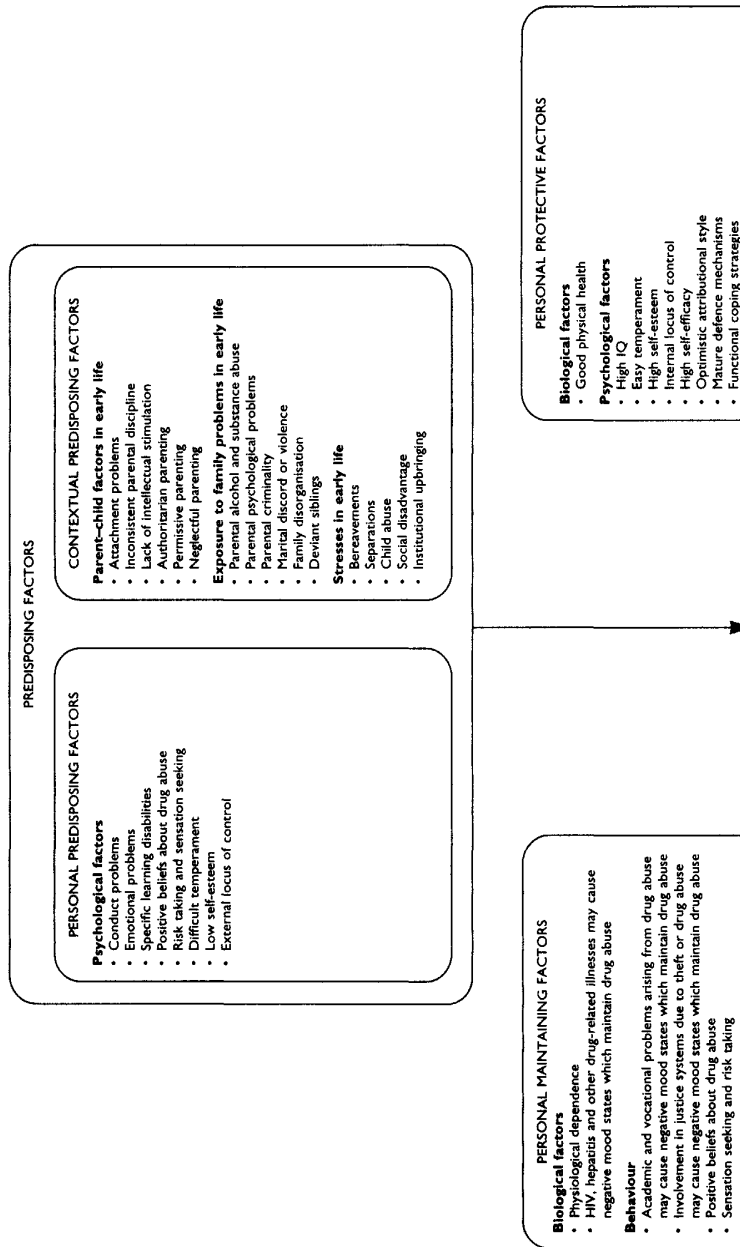 PREDISPOSING FACTORS
PERSONAL PREDISPOSING FACTORS
Psychological factors
• Conduct problems
• Emotional problems
• Specific learning disabilities
• Positive beliefs about drug abuse
• Risk taking and sensation seeking
• Difficult temperament
• Low self-esteem
• External locus of control
CONTEXTUAL PREDISPOSING FACTORS
Parent–child factors in early life
• Attachment problems
• Inconsistent parental discipline
• Lack of intellectual stimulation
• Authoritarian parenting
• Permissive parenting
• Neglectful parenting
Exposure to family problems in early life
• Parental alcohol and substance abuse
• Parental psychological problems
• Parental criminality
• Marital discord or violence
• Family disorganisation
• Deviant siblings
Stresses in early life
• Bereavements
• Separations
• Child abuse
• Social disadvantage
• Institutional upbringing
PERSONAL MAINTAINING FACTORS
Biological factors
• Physiological dependence
• HIV, hepatitis and other drug-related illnesses may cause
negative mood states which maintain drug abuse
Behaviour
• Academic and vocational problems arising from drug abuse
may cause negative mood states which maintain drug abuse
• Involvement in justice systems due to theft or drug abuse
may cause negative mood states which maintain drug abuse
• Positive beliefs about drug abuse
• Sensation seeking and risk taking
PERSONAL PROTECTIVE FACTORS
Biological factors
• Good physical health
Psychological factors
• High IQ
• Easy temperament
• High self-esteem
• Internal locus of control
• High self-efficacy
• Optimistic attributional style
• Mature defence mechanisms
• Functional coping strategies